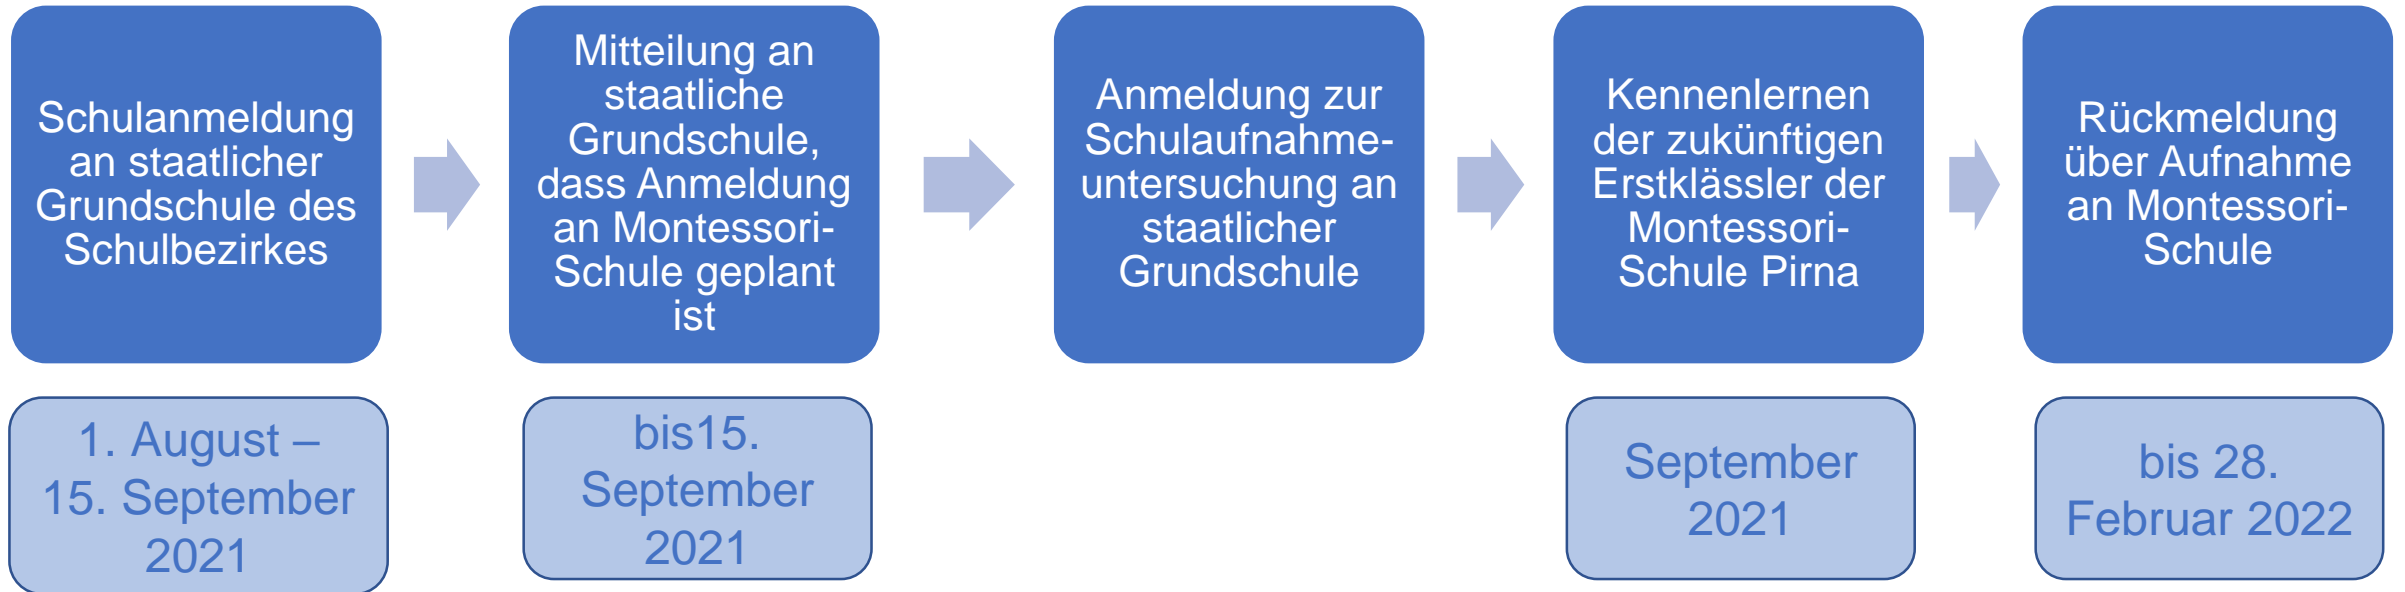 Schulanmeldung
an staatlicher
Grundschule des
Schulbezirkes
Mitteilung an
staatliche
Grundschule,
dass Anmeldung
an Montessori-
Schule geplant
ist
Anmeldung zur
Schulaufnahme-
untersuchung an
staatlicher
Grundschule
Kennenlernen
der zukünftigen
Erstklässler der
Montessori-
Schule Pirna
Rückmeldung
über Aufnahme
an Montessori-
Schule
1. August –
15. September
2021
bis15.
September
2021
September
2021
bis 28.
Februar 2022